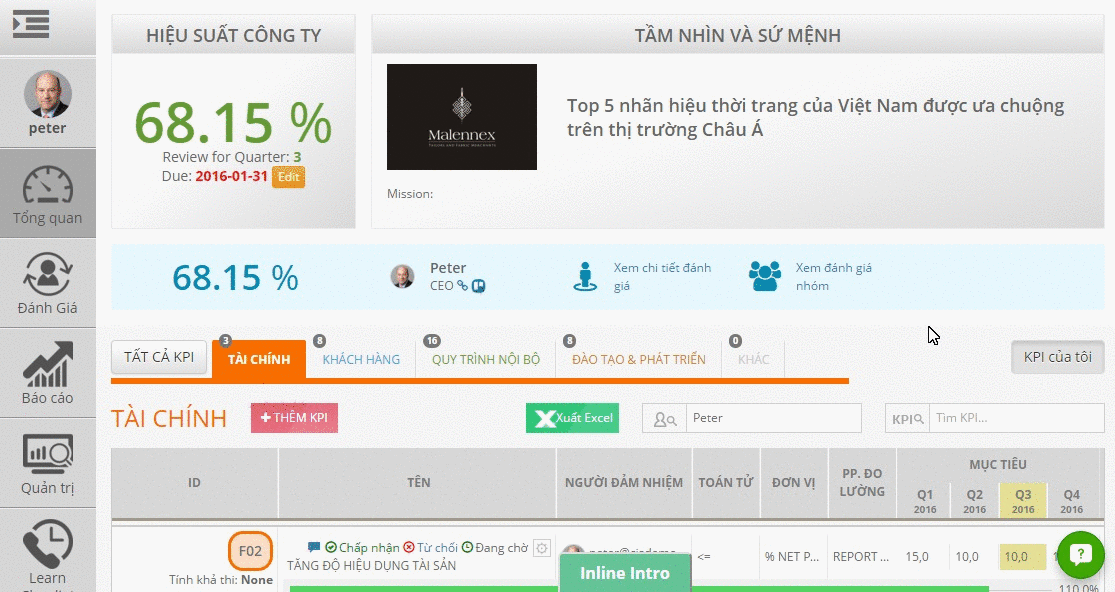 HIỆU SUẤT CÔNG TY
68.15 %
Review for Quarter: 3
Due: 2016-01-31 Edit
TẦM NHÌN VÀ SỨ MỆNH
Malennex
Top 5 nhãn hiệu thời trang của Việt Nam được ưa chuộng
trên thị trường Châu Á
Mission:
peter
Tổng quan
Đánh Giá
Báo cáo
Quản trị
Learn
68.15 %
Peter
CEO
Xem chi tiết đánh
giá
Xem đánh giá
nhóm
TẤT CẢ KPI
3 TÀI CHÍNH
8 KHÁCH HÀNG
16 QUY TRÌNH NỘI BỘ
8 ĐÀO TẠO & PHÁT TRIỂN
0 KHÁC
KPI của tôi
TÀI CHÍNH
THÊM KPI
Xuất Excel
Peter
KPI
Tìm KPI...
ID
TÊN
NGƯỜI ĐẢM NHIỆM
TOÁN TỬ
ĐƠN VỊ
PP. ĐO
LƯỜNG
MỤC TIÊU
Q1
2016
Q2
2016
Q3
2016
Q4
2016
F02
Tính khả thi: None
Chấp nhận Từ chối Đang chờ
TĂNG ĐỘ HIỆU DỤNG TÀI SẢN
<=
% NET P...
REPORT ...
15,0
10,0
10,0
Inline Intro
110.0%